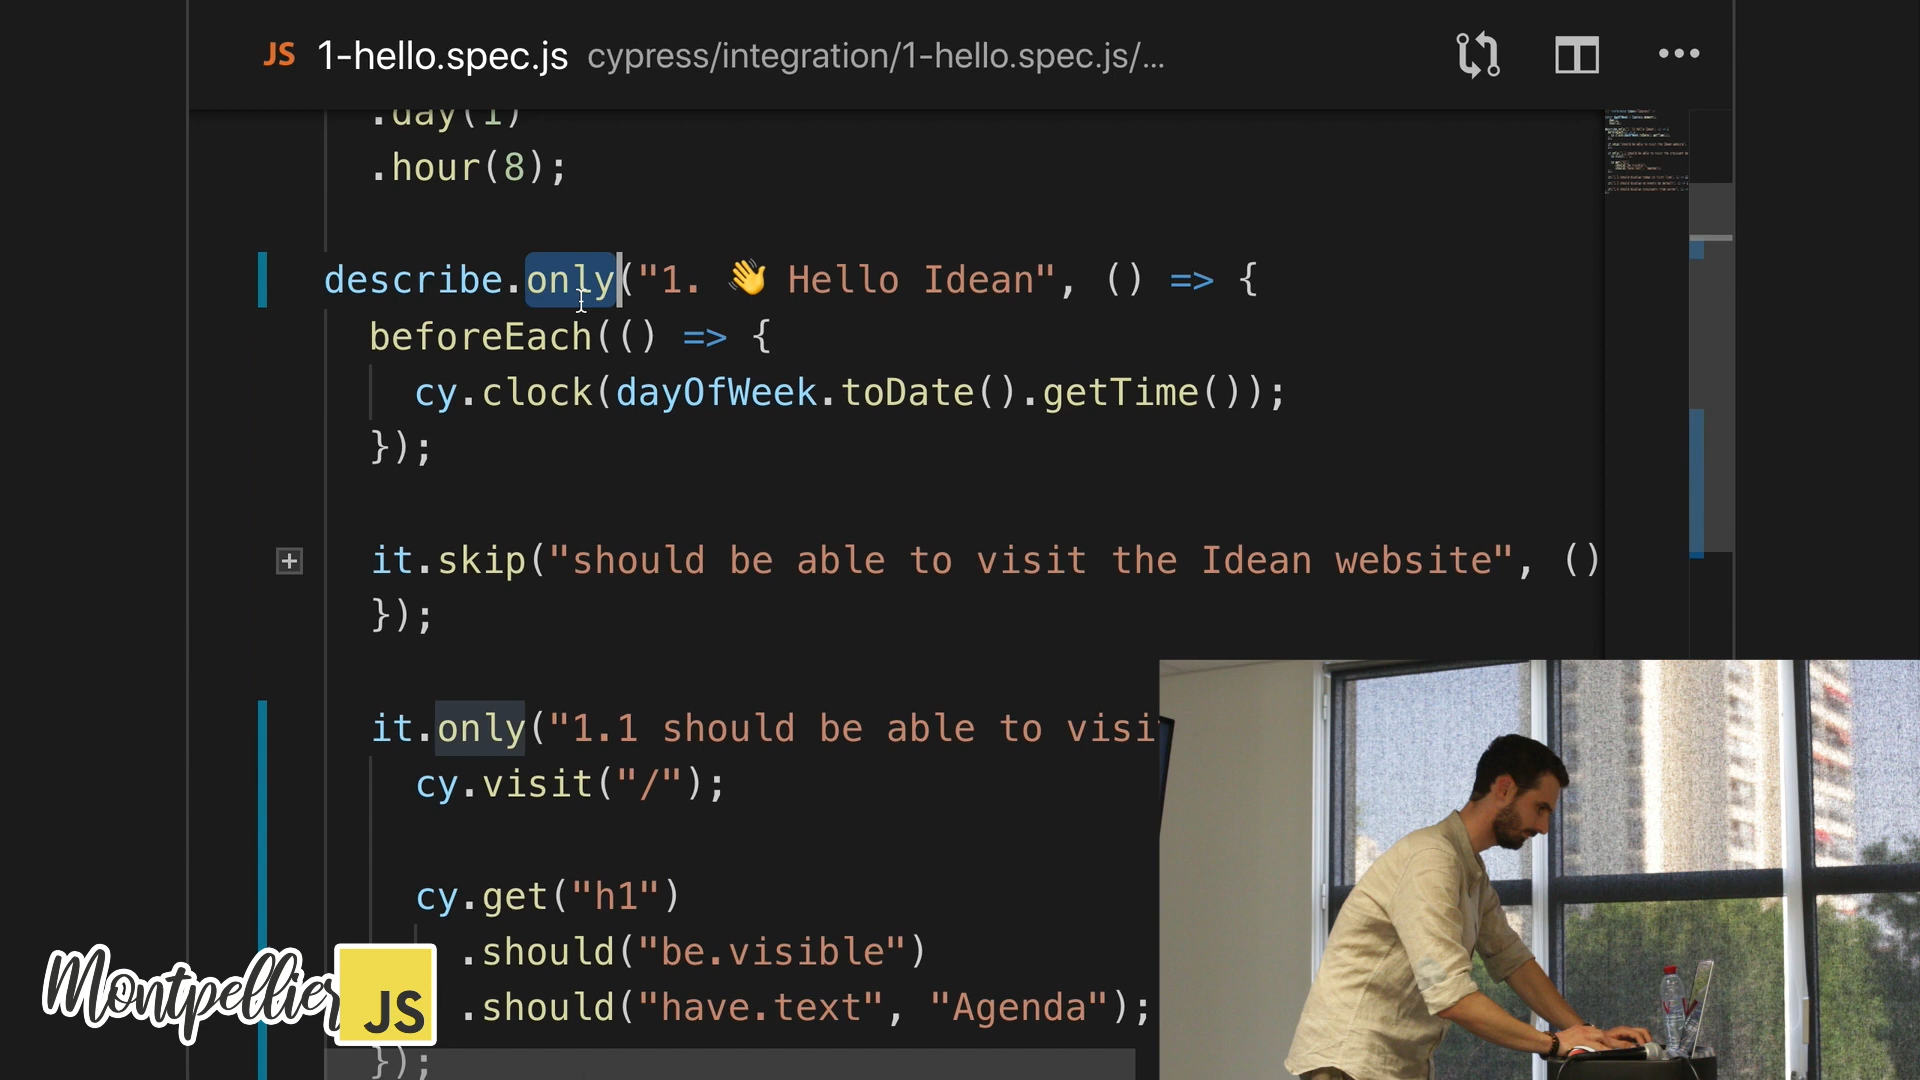 JS 1-hello.spec.js cypress/integration/1-hello.spec.js/...
.day(1)
.hour(8);
describe.only("1. 👋 Hello Idean", () => {
beforeEach(() => {
cy.clock(dayOfWeek.toDate().getTime());
});
it.skip("should be able to visit the Idean website", ()
});
it.only("1.1 should be able to visi
cy.visit("/");
cy.get("h1")
.should("be.visible")
.should("have.text", "Agenda");
});
Montpellier JS